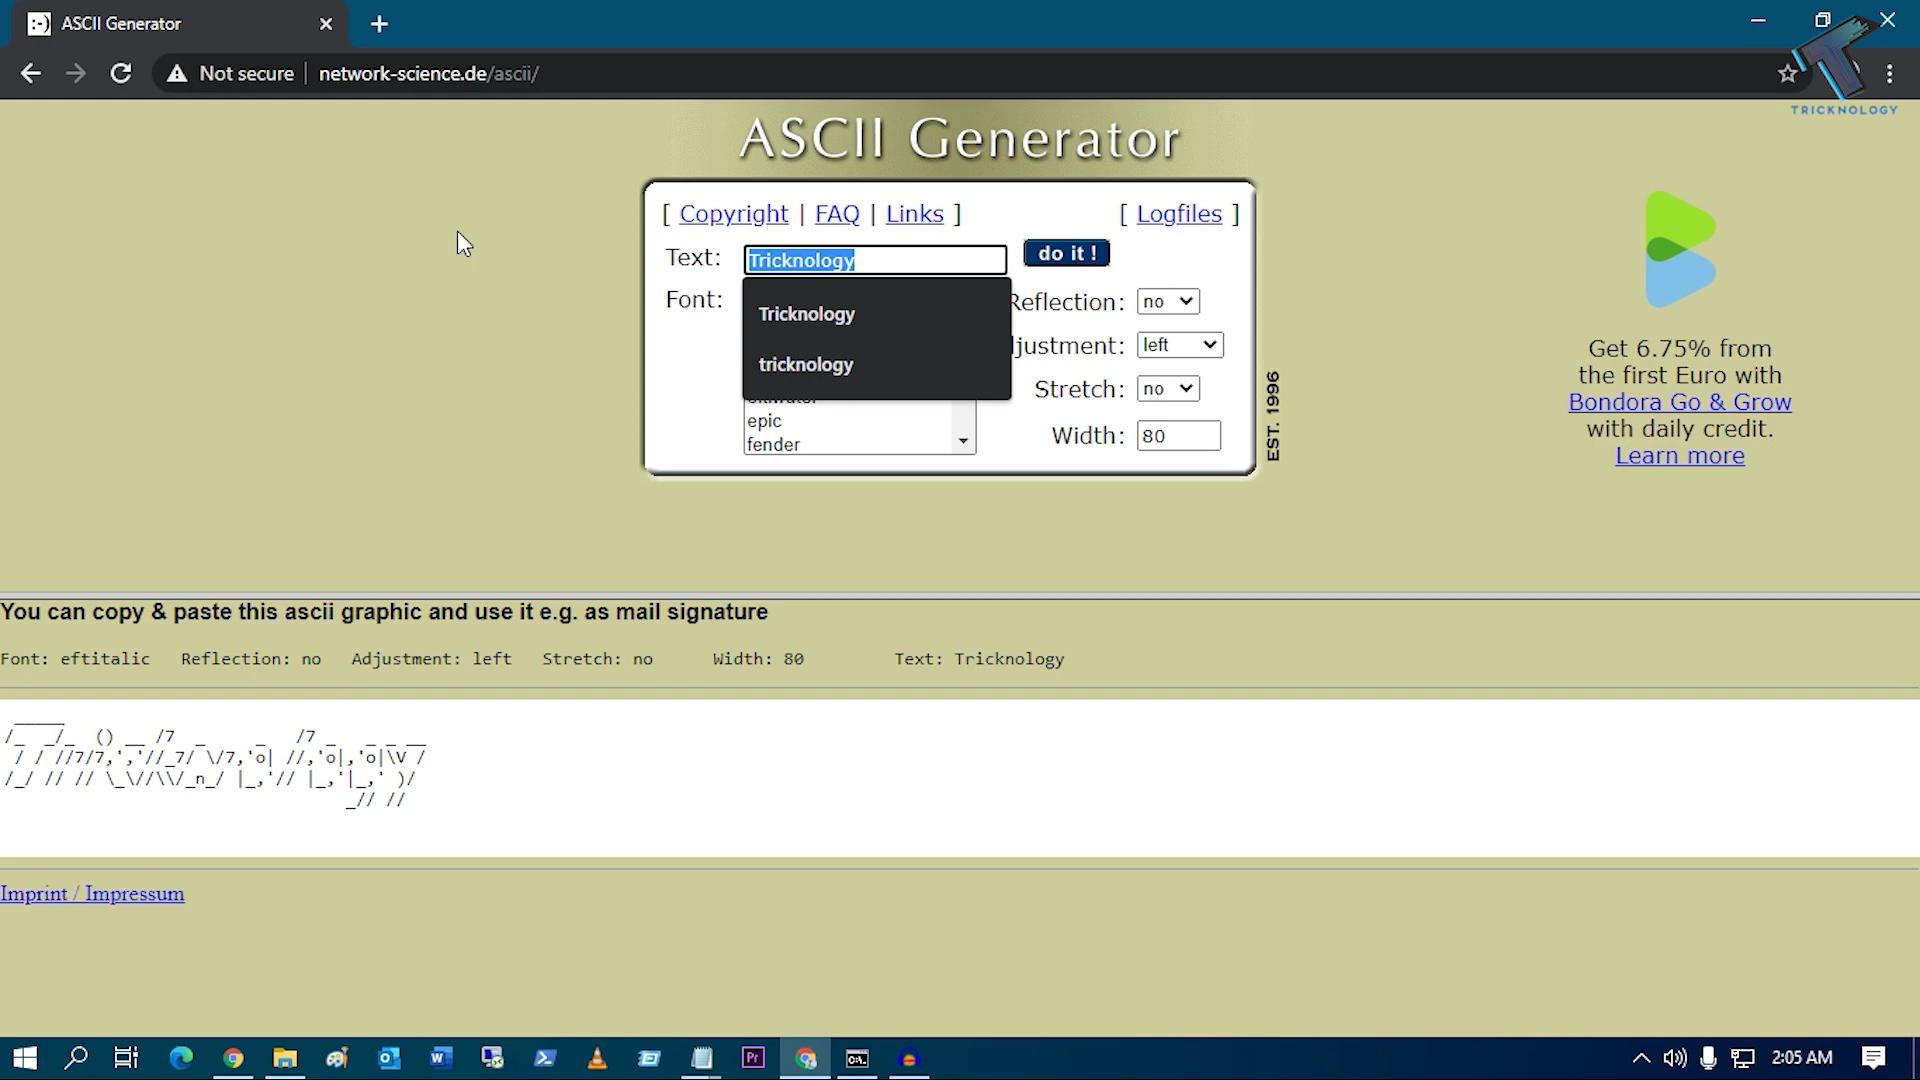 ASCII Generator
Not secure
network-science.de/ascii/
TRICKNOLOGY
ASCII Generator
[ Copyright | FAQ | Links ]
[ Logfiles ]
Text:
Tricknology
do it !
Font:
Tricknology
tricknology
epic
fender
Reflection:
no
justment:
left
Stretch:
no
Width:
80
EST. 1996
Get 6.75% from
the first Euro with
Bondora Go & Grow
with daily credit.
Learn more
You can copy & paste this ascii graphic and use it e.g. as mail signature
Font: eftitalic Reflection: no Adjustment: left Stretch: no Width: 80 Text: Tricknology
Imprint / Impressum
2:05 AM